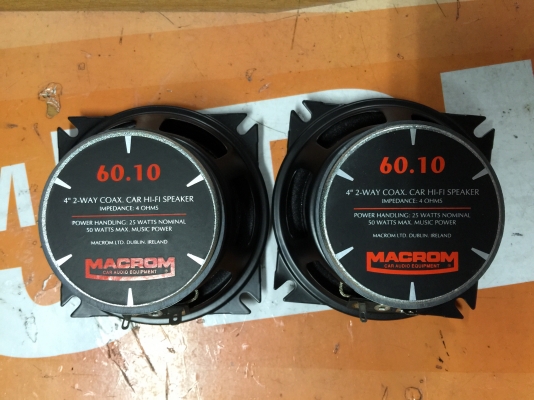 60.10
4" 2-WAY COAX. CAR HI-FI SPEAKER
IMPEDANCE: 4 OHMS
POWER HANDLING: 25 WATTS NOMINAL
50 WATTS MAX. MUSIC POWER
MACROM LTD. DUBLIN. IRELAND
MACROM
CAR AUDIO EQUIPMENT
60.10
4" 2-WAY COAX. CAR HI-FI SPEAKER
IMPEDANCE: 4 OHMS
POWER HANDLING: 25 WATTS NOMINAL
50 WATTS MAX. MUSIC POWER
MACROM LTD. DUBLIN. IRELAND
MACROM
CAR AUDIO EQUIPMENT